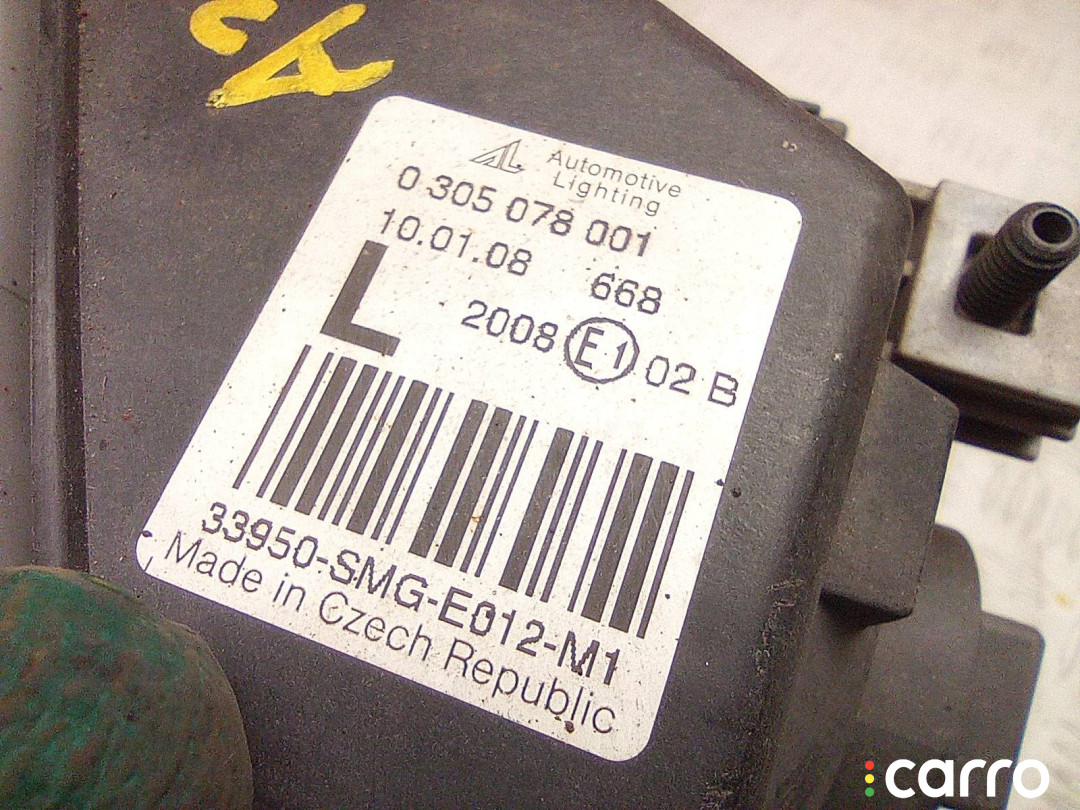 Automotive
Lighting
0 305 078 001
10.01.08 668
L
2008 E1 02 B
33950-SMG-E012-M1
Made in Czech Republic
carro